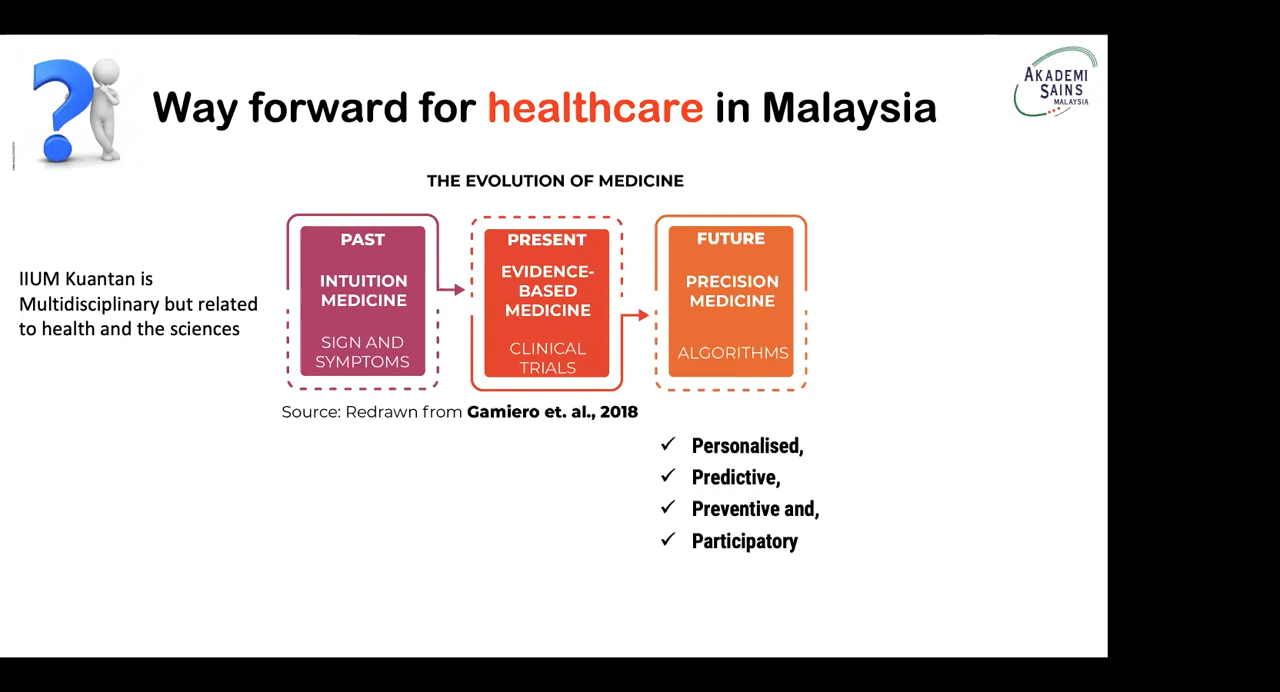 Way forward for healthcare in Malaysia
AKADEMI
SAINS
MALAYSIA
THE EVOLUTION OF MEDICINE
IIUM Kuantan is
Multidisciplinary but related
to health and the sciences
PAST
INTUITION
MEDICINE
SIGN AND
SYMPTOMS
PRESENT
EVIDENCE-
BASED
MEDICINE
CLINICAL
TRIALS
FUTURE
PRECISION
MEDICINE
ALGORITHMS
Source: Redrawn from Gamiero et. al., 2018
✓ Personalised,
✓ Predictive,
✓ Preventive and,
✓ Participatory